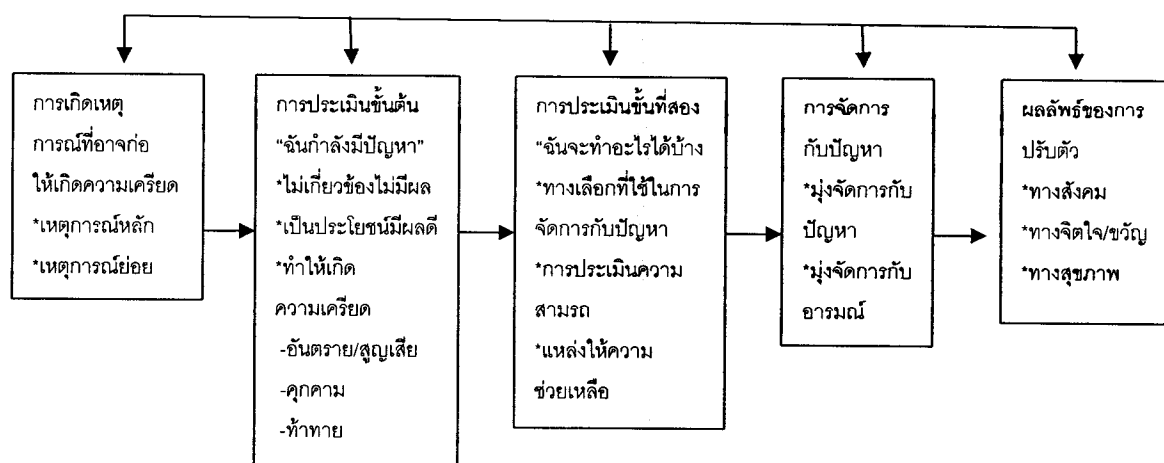 การเกิดเหตุ
การณ์ที่อาจก่อ
ให้เกิดความเครียด
*เหตุการณ์หลัก
*เหตุการณ์ย่อย
การประเมินขั้นต้น
“ฉันกำลังมีปัญหา”
*ไม่เกี่ยวข้องไม่มีผล
*เป็นประโยชน์มีผลดี
*ทำให้เกิด
ความเครียด
-อันตราย/สูญเสีย
-คุกคาม
-ท้าทาย
การประเมินขั้นที่สอง
“ฉันจะทำอะไรได้บ้าง
*ทางเลือกที่ใช้ในการ
จัดการกับปัญหา
*การประเมินความ
สามรถ
*แหล่งให้ความ
ช่วยเหลือ
การจัดการ
กับปัญหา
*มุ่งจัดการกับ
ปัญหา
*มุ่งจัดการกับ
อารมณ์
ผลลัพธ์ของการ
ปรับตัว
*ทางสังคม
*ทางจิตใจ/ขวัญ
*ทางสุขภาพ